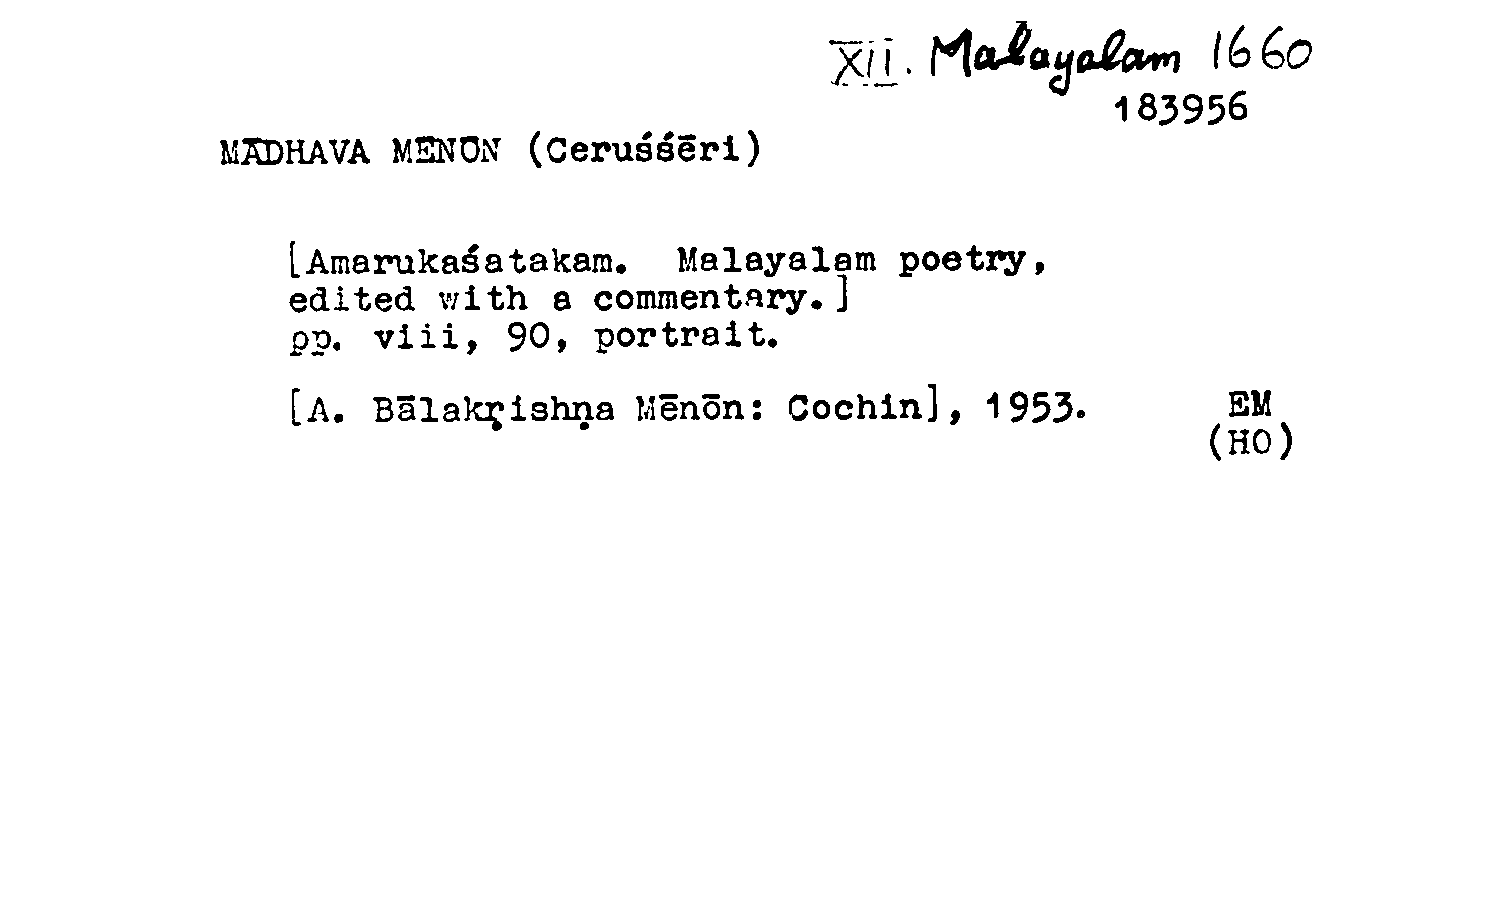 XII. Malayalam 1660
183956
MĀDHAVA MĒNŌN (Ceruśśēri)
[Amarukaśatakam. Malayalam poetry,
edited with a commentary.]
pp. viii, 90, portrait.
[A. Bālakṛishṇa Mēnōn: Cochin], 1953. EM
(HO)